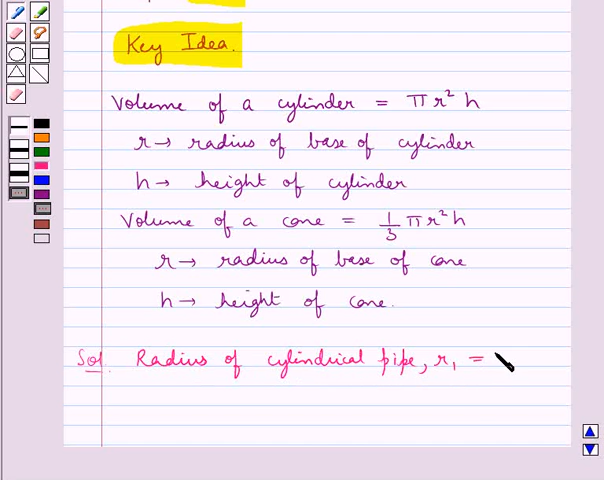 Key Idea.
Volume of a cylinder = πr²h
r→ radius of base of cylinder
h→ height of cylinder
Volume of a cone = 1/3 πr²h
r→ radius of base of cone
h→ height of cone.
Sol. Radius of cylindrical pipe, r₁ =